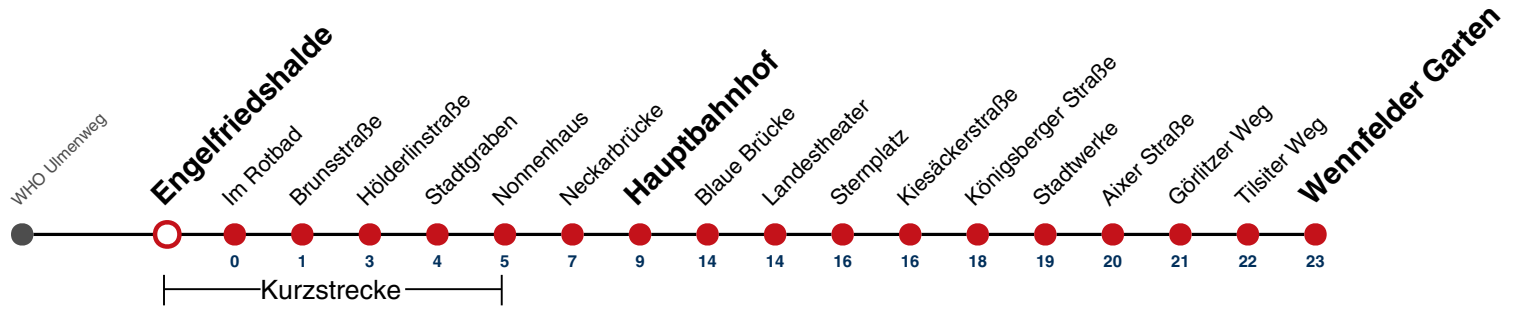 WHO Ulmenweg
Engelfriedshalde
Im Rotbad
Brunsstraße
Hölderlinstraße
Stadtgraben
Nonnenhaus
Neckarbrücke
Hauptbahnhof
Blaue Brücke
Landestheater
Sternplatz
Kiesäckerstraße
Königsberger Straße
Stadtwerke
Aixer Straße
Görlitzer Weg
Tilsiter Weg
Wennfelder Garten
0 1 3 4 5 7 9 14 14 16 16 18 19 20 21 22 23
Kurzstrecke